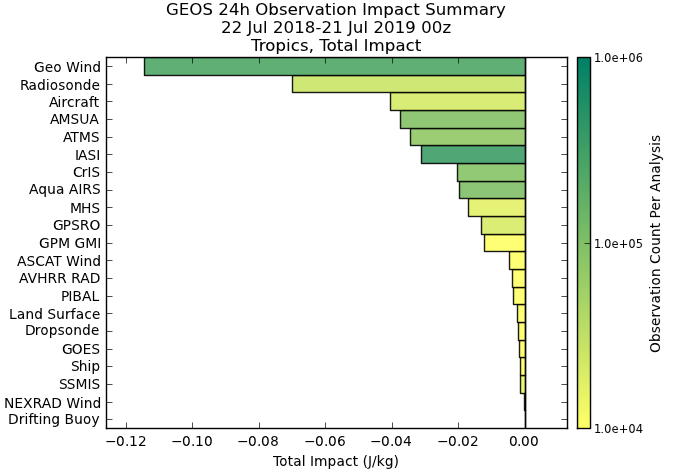 GEOS 24h Observation Impact Summary
22 Jul 2018-21 Jul 2019 00z
Tropics, Total Impact
Geo Wind
Radiosonde
Aircraft
AMSUA
ATMS
IASI
CrIS
Aqua AIRS
MHS
GPSRO
GPM GMI
ASCAT Wind
AVHRR RAD
PIBAL
Land Surface
Dropsonde
GOES
Ship
SSMIS
NEXRAD Wind
Drifting Buoy
−0.12 −0.10 −0.08 −0.06 −0.04 −0.02 0.00
Total Impact (J/kg)
1.0e+06
1.0e+05
1.0e+04
Observation Count Per Analysis